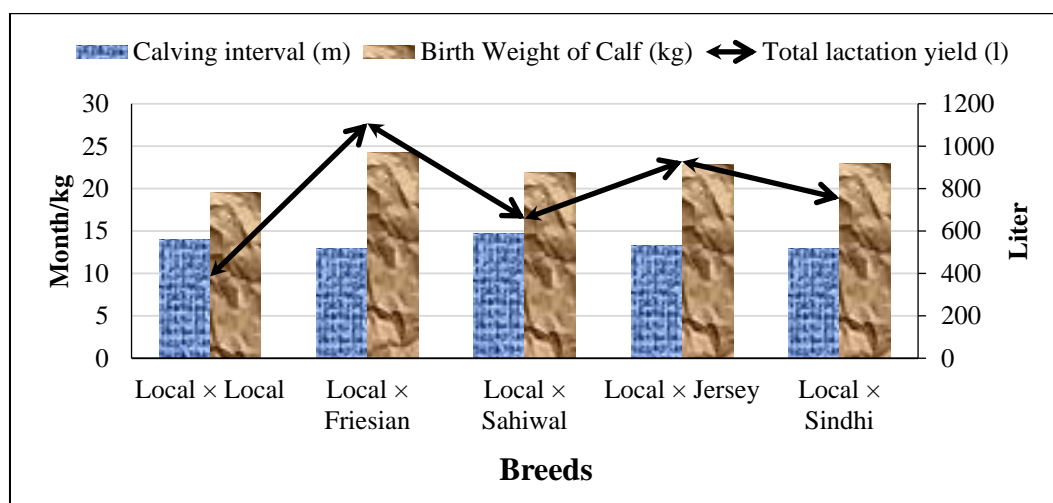 Calving interval (m) Birth Weight of Calf (kg) Total lactation yield (l)
30
25
20
15
10
5
0
Month/kg
1200
1000
800
600
400
200
0
Liter
Local × Local
Local ×
Friesian
Local ×
Sahiwal
Local × Jersey
Local ×
Sindhi
Breeds